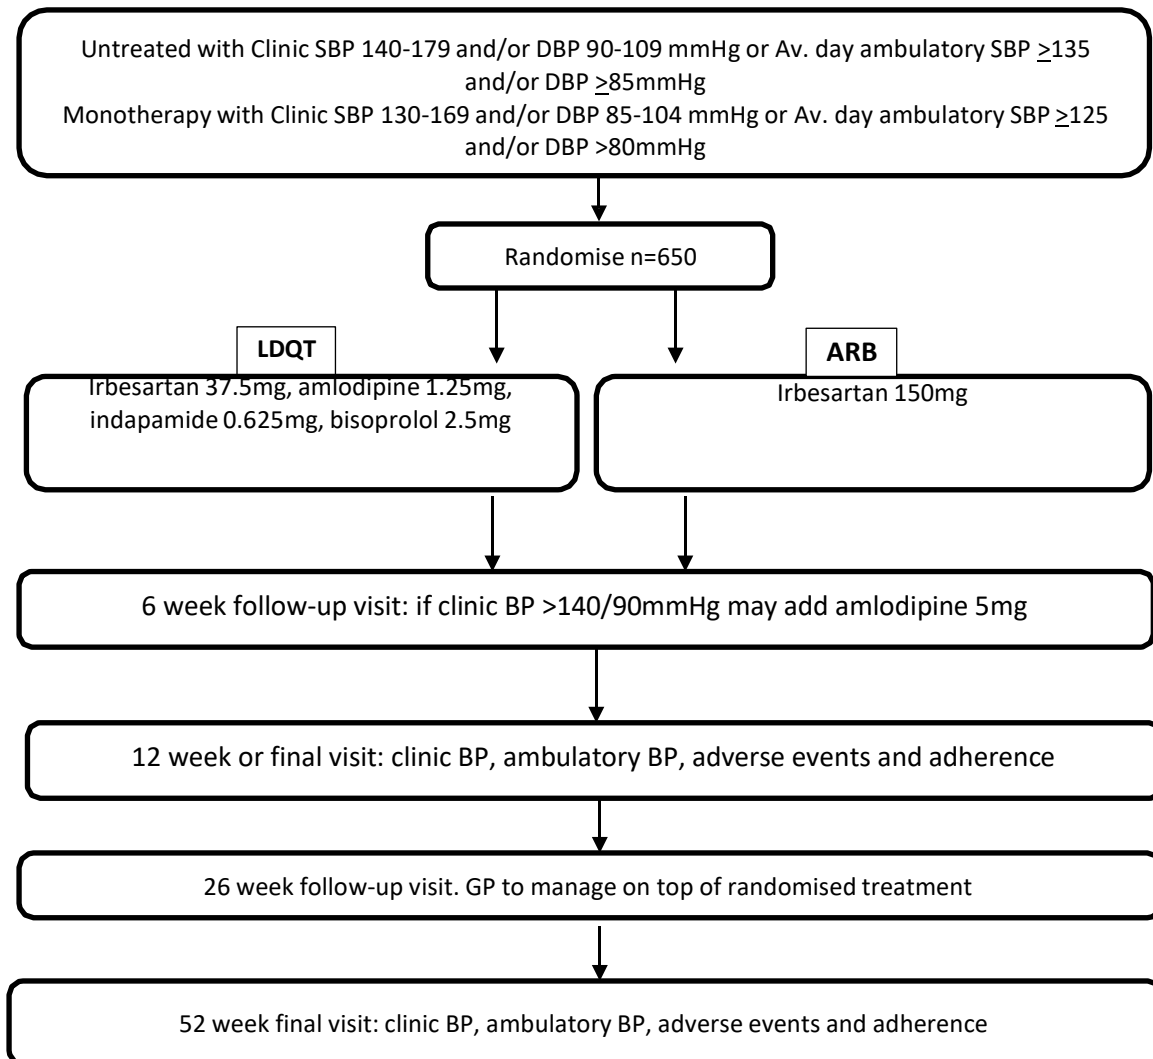 Untreated with Clinic SBP 140-179 and/or DBP 90-109 mmHg or Av. day ambulatory SBP ≥135
and/or DBP ≥85mmHg
Monotherapy with Clinic SBP 130-169 and/or DBP 85-104 mmHg or Av. day ambulatory SBP ≥125
and/or DBP >80mmHg
Randomise n=650
LDQT
Irbesartan 37.5mg, amlodipine 1.25mg,
indapamide 0.625mg, bisoprolol 2.5mg
ARB
Irbesartan 150mg
6 week follow-up visit: if clinic BP >140/90mmHg may add amlodipine 5mg
12 week or final visit: clinic BP, ambulatory BP, adverse events and adherence
26 week follow-up visit. GP to manage on top of randomised treatment
52 week final visit: clinic BP, ambulatory BP, adverse events and adherence